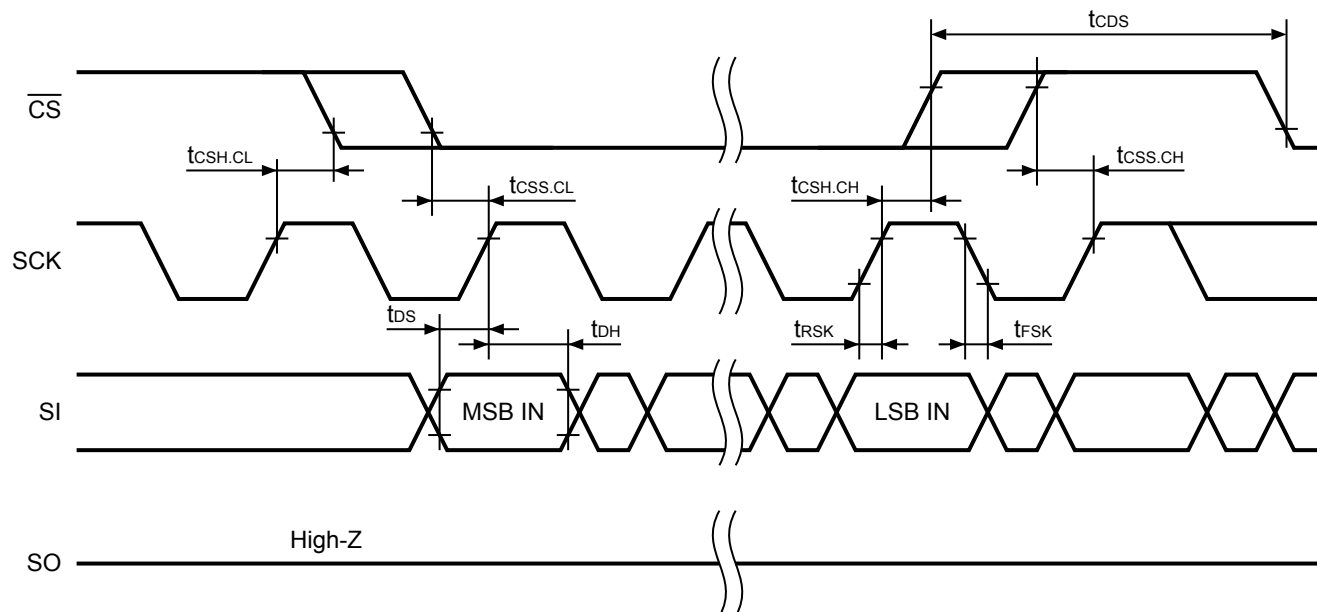 tCDS
CS
tCSH.CL
tCSS.CL
tCSH.CH
tCSS.CH
SCK
tDS
tDH
tRSK
tFSK
SI
MSB IN
LSB IN
High-Z
SO